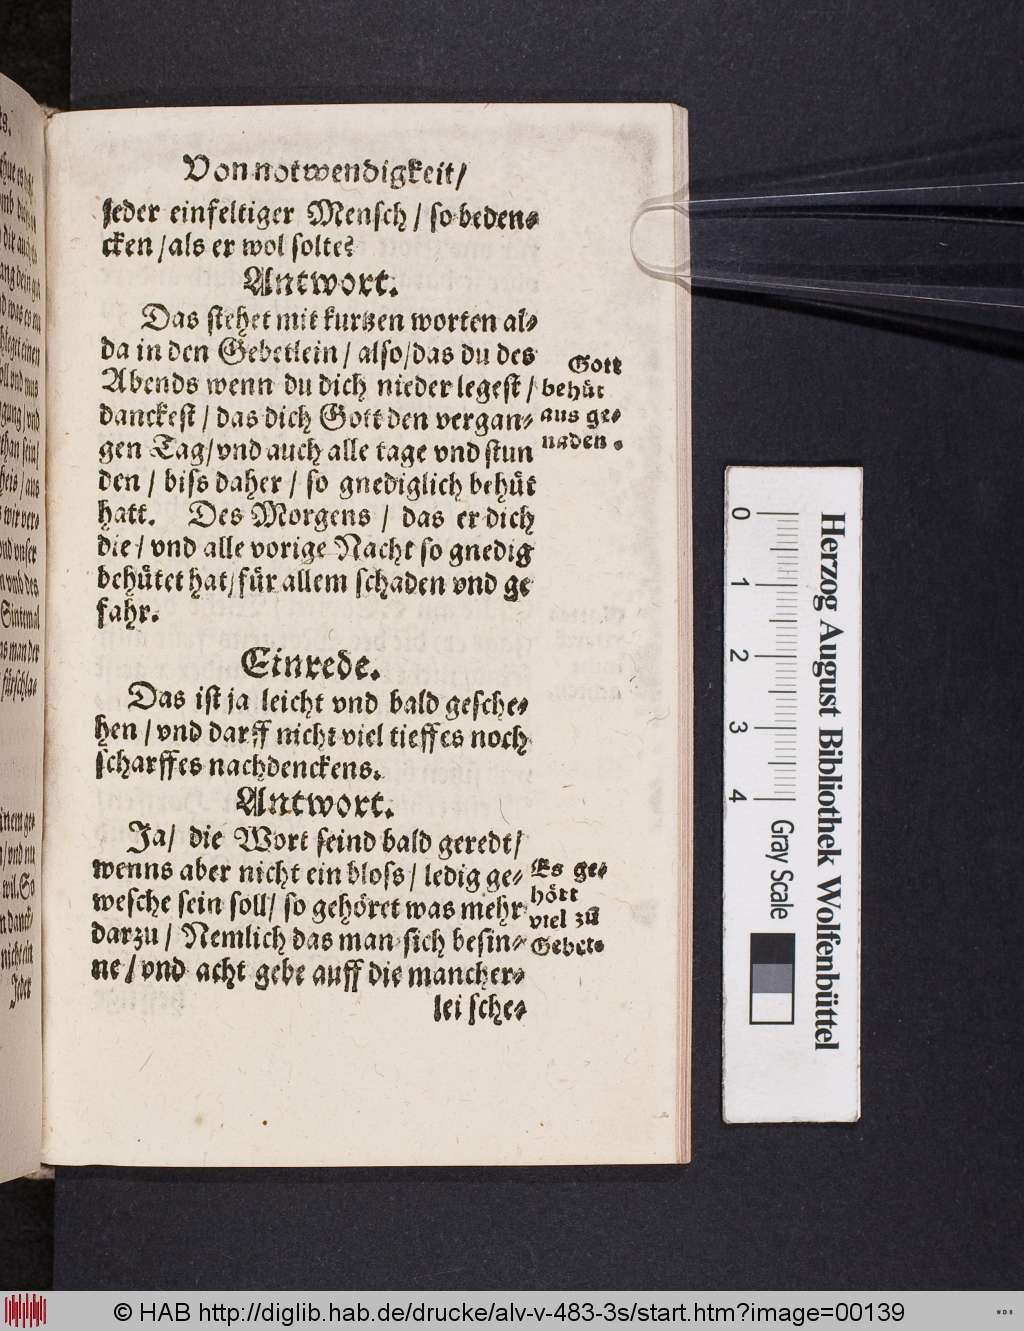 Von notwendigkeit/
jeder einfeltiger Mensch / so beden⸗
cken / als er wol solte?
Antwort.
Das stehet mit kurtzen worten al⸗
da in den Gebetlein / also / das du des
Abends wenn du dich nieder legest /
danckest / das dich Gott den vergan⸗
gen Tag / vnd auch alle tage vnd stun
den / biss daher / so gnediglich behüt
hatt. Des Morgens / das er dich
die / vnd alle vorige Nacht so gnedig
behütet hat / für allem schaden vnd ge
fahr.
Gott
behüt
aus ge⸗
naden.
Einrede.
Das ist ja leicht vnd bald gesche⸗
hen / vnd darff nicht viel tieffes noch
scharffes nachdenckens.
Antwort.
Ja / die Wort seind bald geredt /
wenns aber nicht ein bloss / ledig ge⸗
wesche sein soll / so gehöret was mehr
darzu / Nemlich das man sich besin⸗
ne / vnd acht gebe auff die mancher⸗
lei sche⸗
Es ge⸗
hött
viel zü
Gebet⸗
Herzog August Bibliothek Wolfenbüttel
0 1 2 3 4 Gray Scale
© HAB http://diglib.hab.de/drucke/alv-v-483-3s/start.htm?image=00139